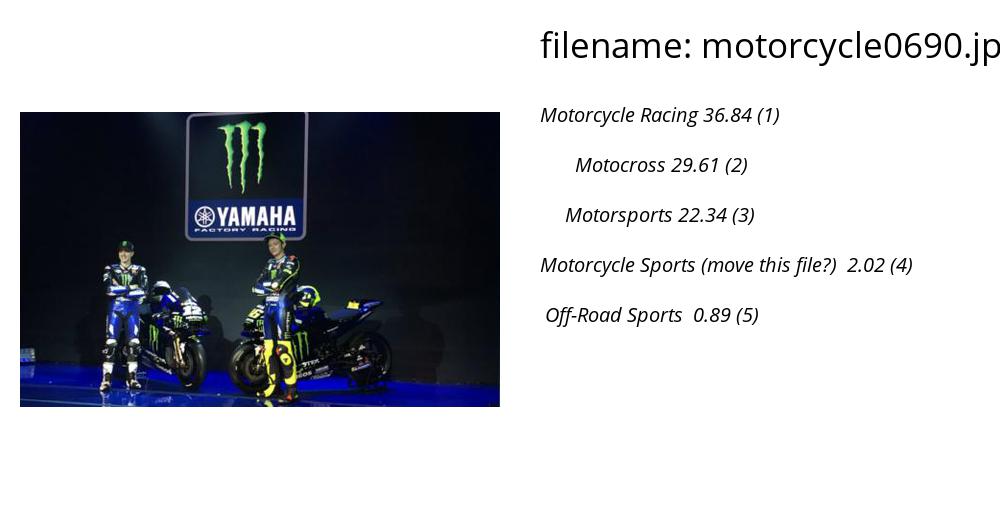 filename: motorcycle0690.jp
Motorcycle Racing 36.84 (1)
Motocross 29.61 (2)
Motorsports 22.34 (3)
Motorcycle Sports (move this file?)  2.02 (4)
Off-Road Sports  0.89 (5)
YAMAHA
FACTORY RACING
12